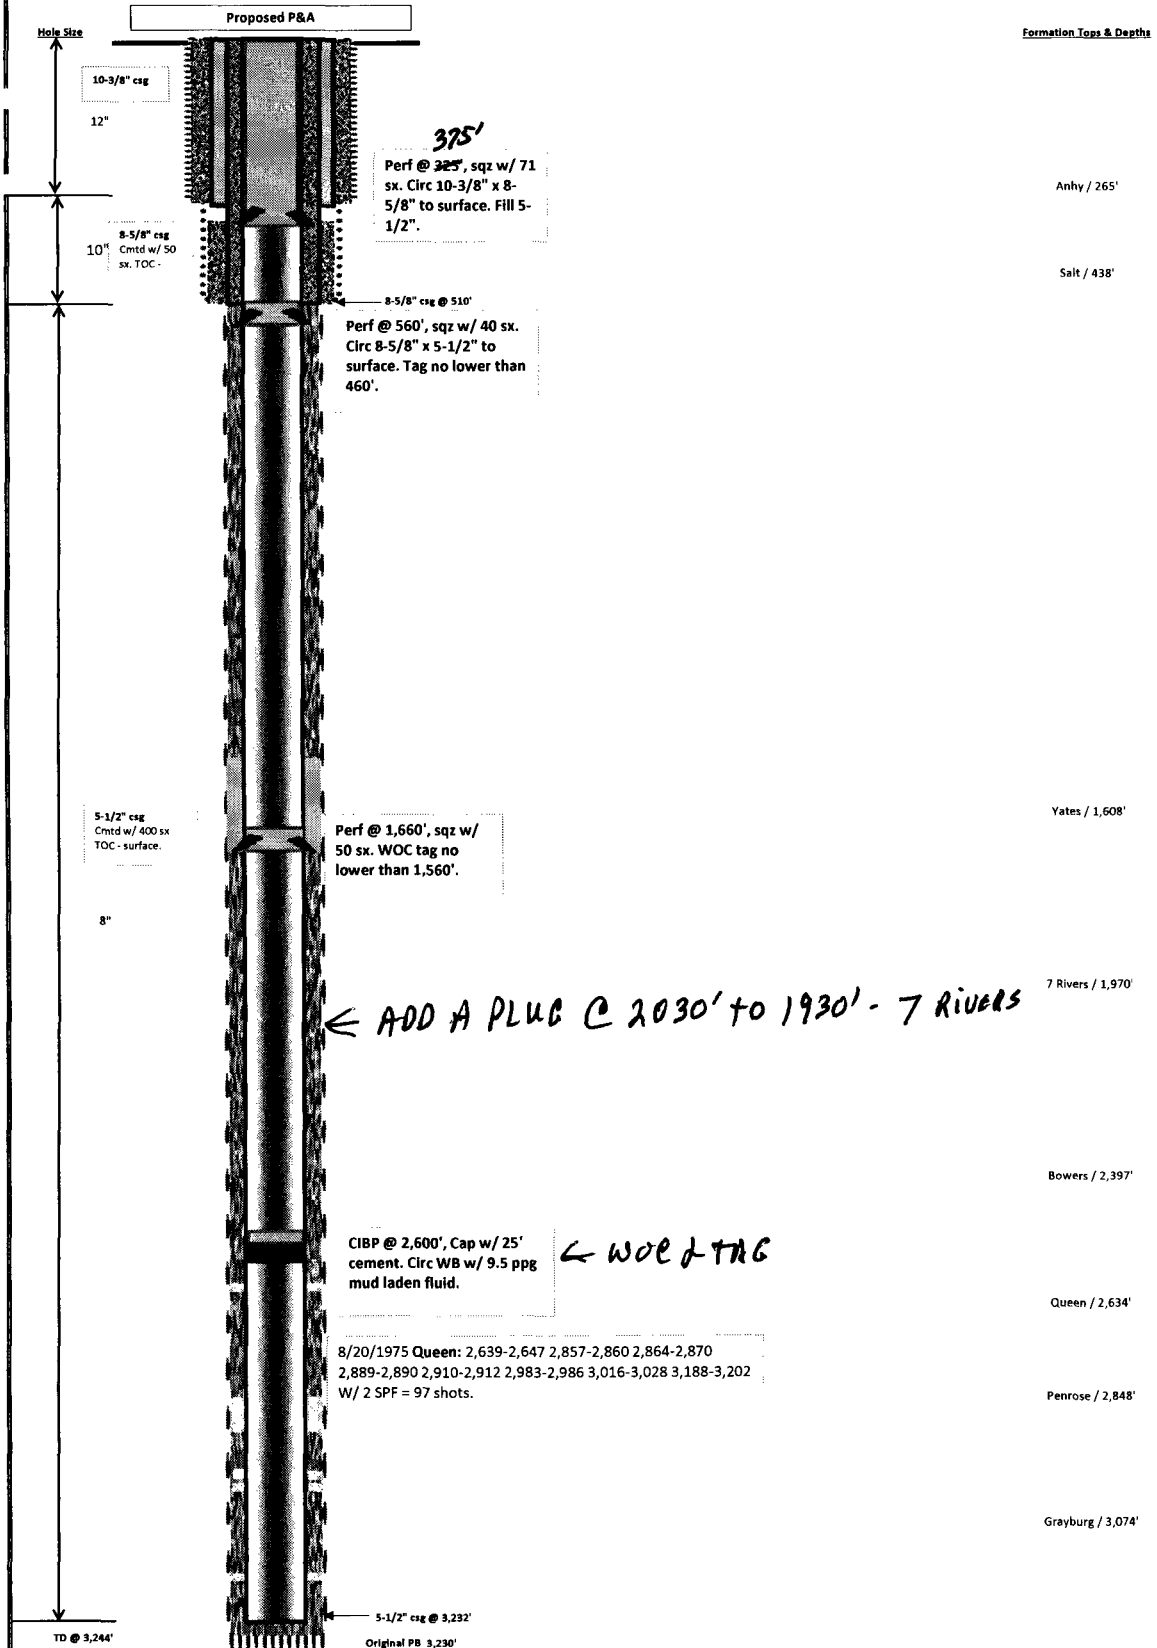 Proposed P&A
Hole Size
Formation Tops & Depths
10-3/8" csg
12"
375'
Perf @ 325', sqz w/ 71
sx. Circ 10-3/8" x 8-
5/8" to surface. Fill 5-
1/2".
Anhy / 265'
8-5/8" csg
Cmtd w/ 50
sx. TOC -
10"
Salt / 438'
8-5/8" csg @ 510'
Perf @ 560', sqz w/ 40 sx.
Circ 8-5/8" x 5-1/2" to
surface. Tag no lower than
460'.
Yates / 1,608'
5-1/2" csg
Cmtd w/ 400 sx
TOC - surface.
Perf @ 1,660', sqz w/
50 sx. WOC tag no
lower than 1,560'.
8"
7 Rivers / 1,970'
← ADD A PLUG @ 2030' to 1930' - 7 RIVERS
Bowers / 2,397'
CIBP @ 2,600', Cap w/ 25'
cement. Circ WB w/ 9.5 ppg
mud laden fluid.
← WOC & TAG
Queen / 2,634'
8/20/1975 Queen: 2,639-2,647 2,857-2,860 2,864-2,870
2,889-2,890 2,910-2,912 2,983-2,986 3,016-3,028 3,188-3,202
W/ 2 SPF = 97 shots.
Penrose / 2,848'
Grayburg / 3,074'
5-1/2" csg @ 3,232'
TD @ 3,244'
Original PB 3,230'